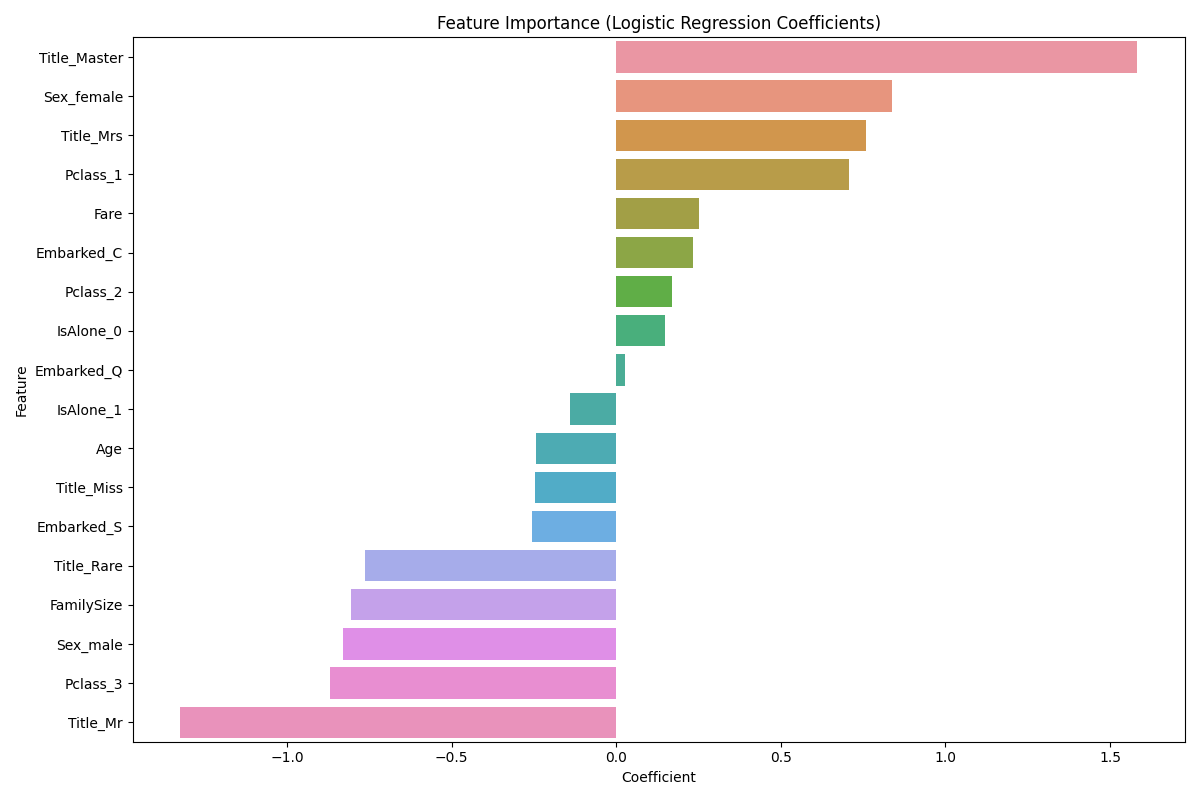 Feature Importance (Logistic Regression Coefficients)
Title_Master
Sex_female
Title_Mrs
Pclass_1
Fare
Embarked_C
Pclass_2
IsAlone_0
Embarked_Q
IsAlone_1
Age
Title_Miss
Embarked_S
Title_Rare
FamilySize
Sex_male
Pclass_3
Title_Mr
Feature
−1.0 −0.5 0.0 0.5 1.0 1.5
Coefficient